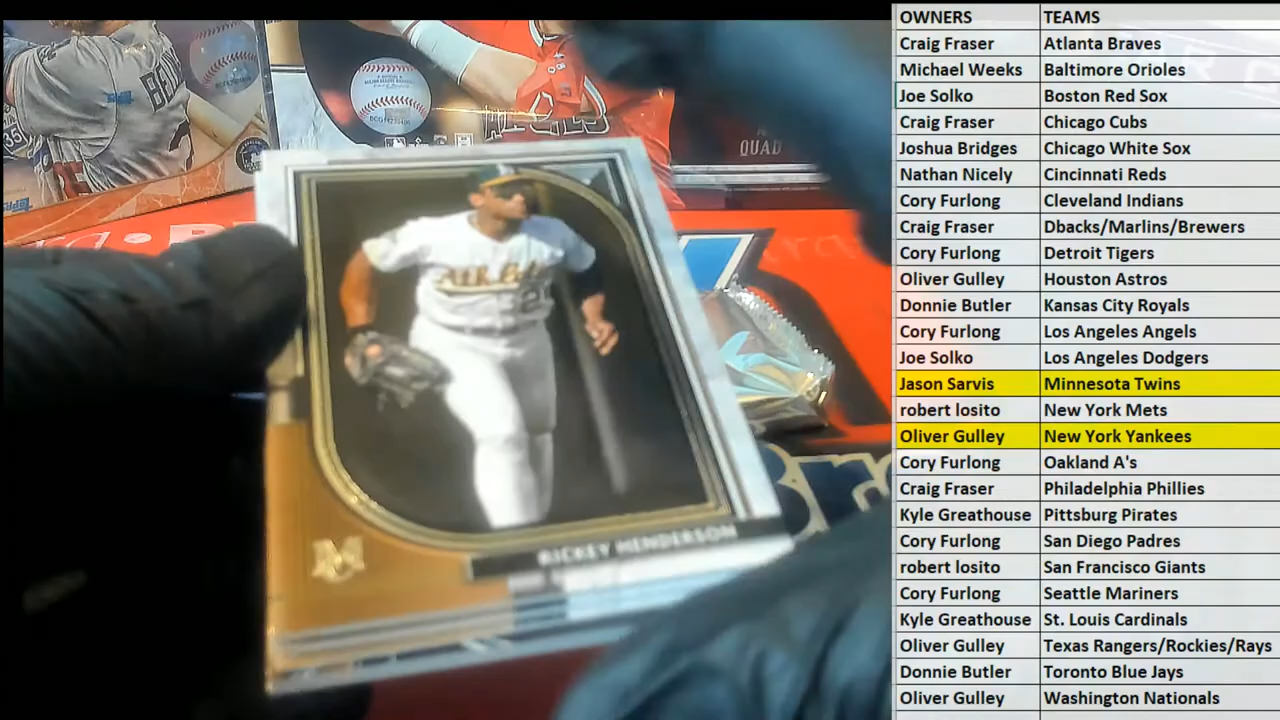 OWNERS TEAMS
Craig Fraser Atlanta Braves
Michael Weeks Baltimore Orioles
Joe Solko Boston Red Sox
Craig Fraser Chicago Cubs
Joshua Bridges Chicago White Sox
Nathan Nicely Cincinnati Reds
Cory Furlong Cleveland Indians
Craig Fraser Dbacks/Marlins/Brewers
Cory Furlong Detroit Tigers
Oliver Gulley Houston Astros
Donnie Butler Kansas City Royals
Cory Furlong Los Angeles Angels
Joe Solko Los Angeles Dodgers
Jason Sarvis Minnesota Twins
robert losito New York Mets
Oliver Gulley New York Yankees
Cory Furlong Oakland A's
Craig Fraser Philadelphia Phillies
Kyle Greathouse Pittsburg Pirates
Cory Furlong San Diego Padres
robert losito San Francisco Giants
Cory Furlong Seattle Mariners
Kyle Greathouse St. Louis Cardinals
Oliver Gulley Texas Rangers/Rockies/Rays
Donnie Butler Toronto Blue Jays
Oliver Gulley Washington Nationals
QUAD
RICKEY HENDERSON
M